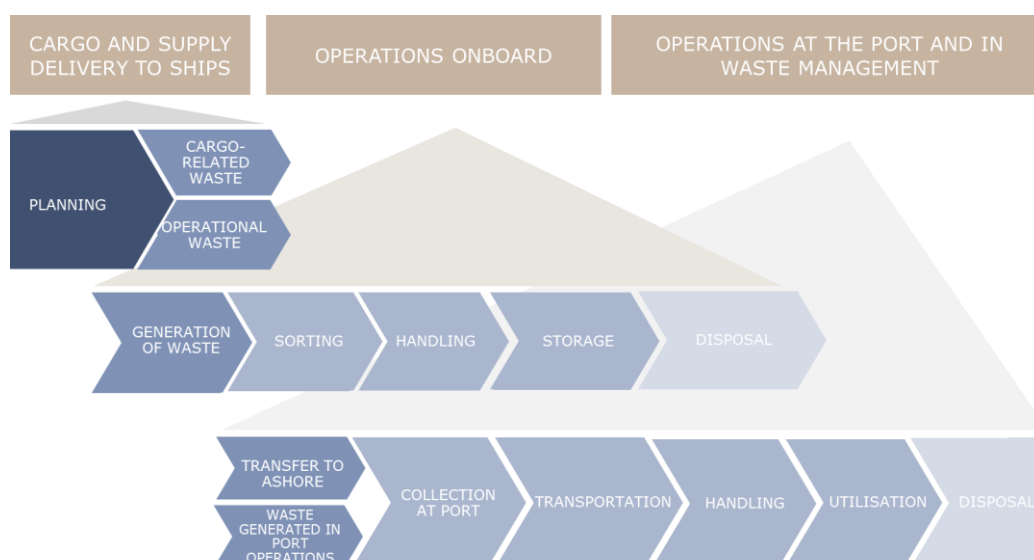 CARGO AND SUPPLY
DELIVERY TO SHIPS
OPERATIONS ONBOARD
OPERATIONS AT THE PORT AND IN
WASTE MANAGEMENT
PLANNING
CARGO-
RELATED
WASTE
OPERATIONAL
WASTE
GENERATION
OF WASTE
SORTING
HANDLING
STORAGE
DISPOSAL
TRANSFER TO
ASHORE
WASTE
GENERATED IN
PORT
OPERATIONS
COLLECTION
AT PORT
TRANSPORTATION
HANDLING
UTILISATION
DISPOSAL